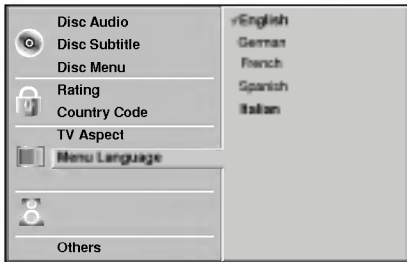 Disc Audio
Disc Subtitle
Disc Menu
Rating
Country Code
TV Aspect
Menu Language
Others
English
German
French
Spanish
Italian